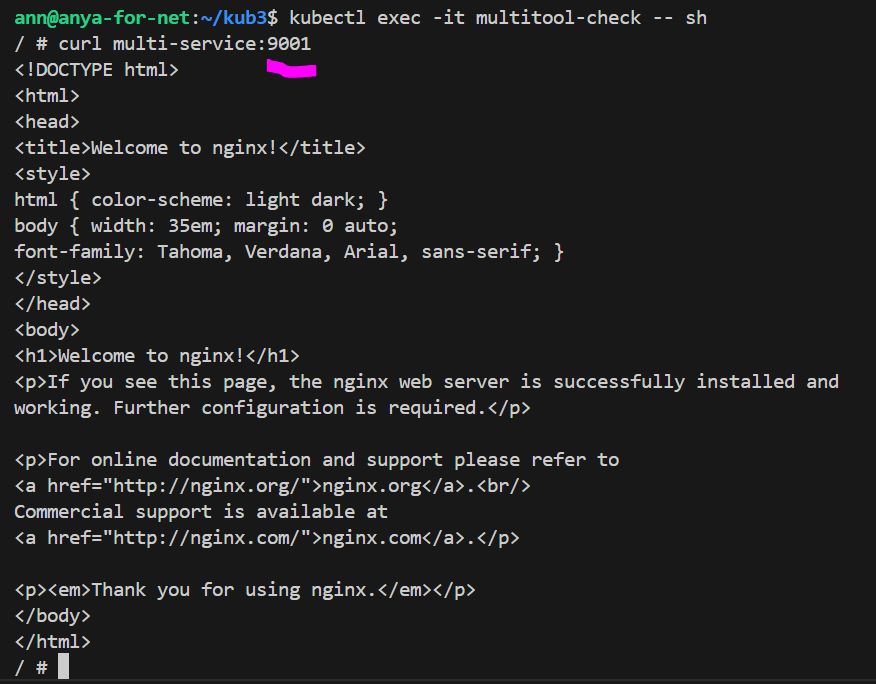 ann@anya-for-net:~/kub3$ kubectl exec -it multitool-check -- sh
/ # curl multi-service:9001
<!DOCTYPE html>
<html>
<head>
<title>Welcome to nginx!</title>
<style>
html { color-scheme: light dark; }
body { width: 35em; margin: 0 auto;
font-family: Tahoma, Verdana, Arial, sans-serif; }
</style>
</head>
<body>
<h1>Welcome to nginx!</h1>
<p>If you see this page, the nginx web server is successfully installed and
working. Further configuration is required.</p>

<p>For online documentation and support please refer to
<a href="http://nginx.org/">nginx.org</a>.<br/>
Commercial support is available at
<a href="http://nginx.com/">nginx.com</a>.</p>

<p><em>Thank you for using nginx.</em></p>
</body>
</html>
/ #